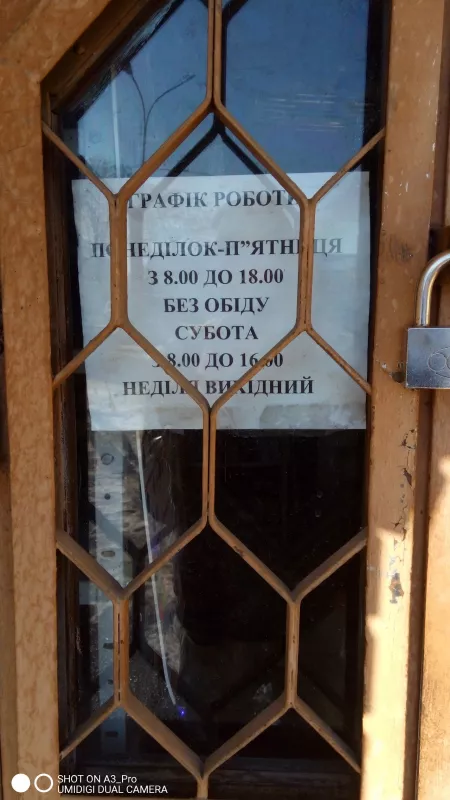 ГРАФІК РОБОТИ
ПОНЕДІЛОК-П”ЯТНИЦЯ
З 8.00 ДО 18.00
БЕЗ ОБІДУ
СУБОТА
З 8.00 ДО 16.00
НЕДІЛЯ ВИХІДНИЙ
SHOT ON A3_Pro
UMIDIGI DUAL CAMERA